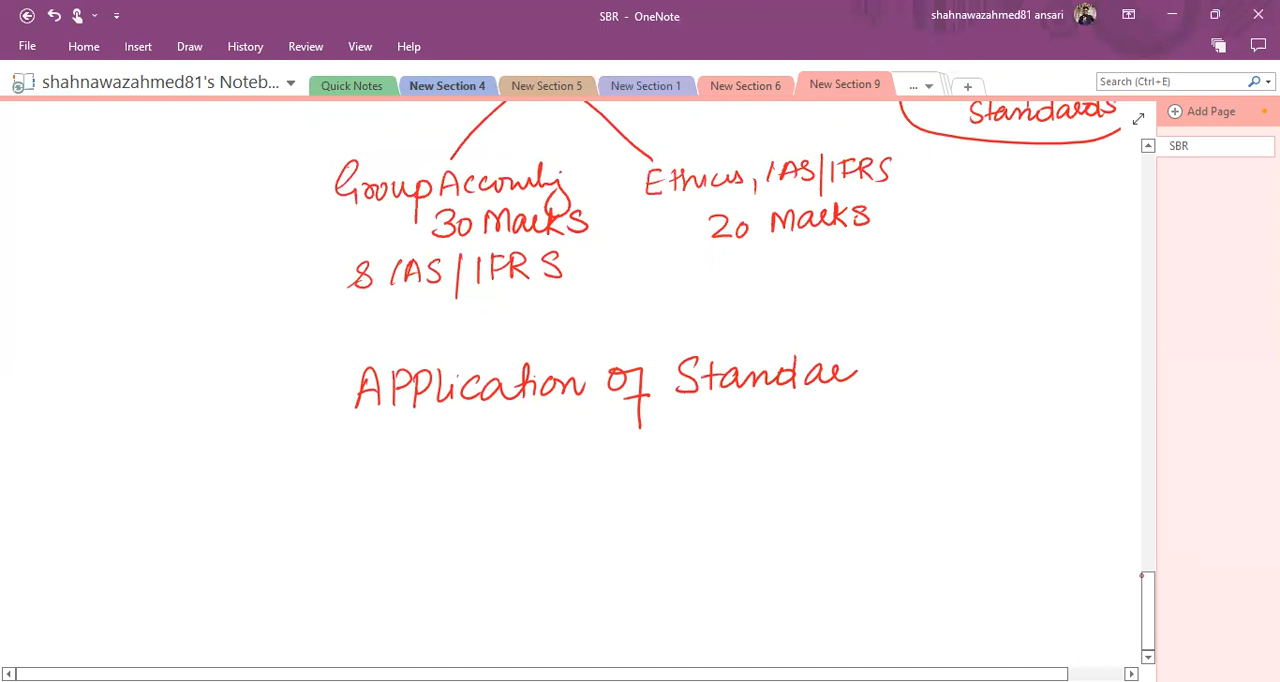 SBR - OneNote
shahnawazahmed81 ansari
File Home Insert Draw History Review View Help
shahnawazahmed81's Noteb...
Quick Notes
New Section 4
New Section 5
New Section 1
New Section 6
New Section 9
...
Search (Ctrl+E)
Add Page
SBR
Standards
Group Accounting
30 Marks
& IAS/IFRS
Ethics, IAS/IFRS
20 Marks
Application of Standar